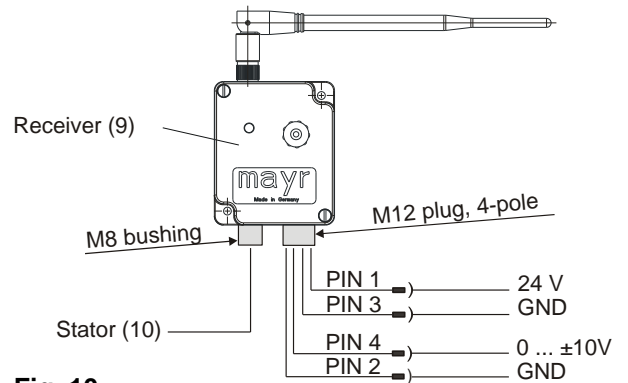 Receiver (9)
mayr
Made in Germany
M8 bushing
M12 plug, 4-pole
PIN 1 24 V
PIN 3 GND
Stator (10)
PIN 4 0 ... ±10V
PIN 2 GND